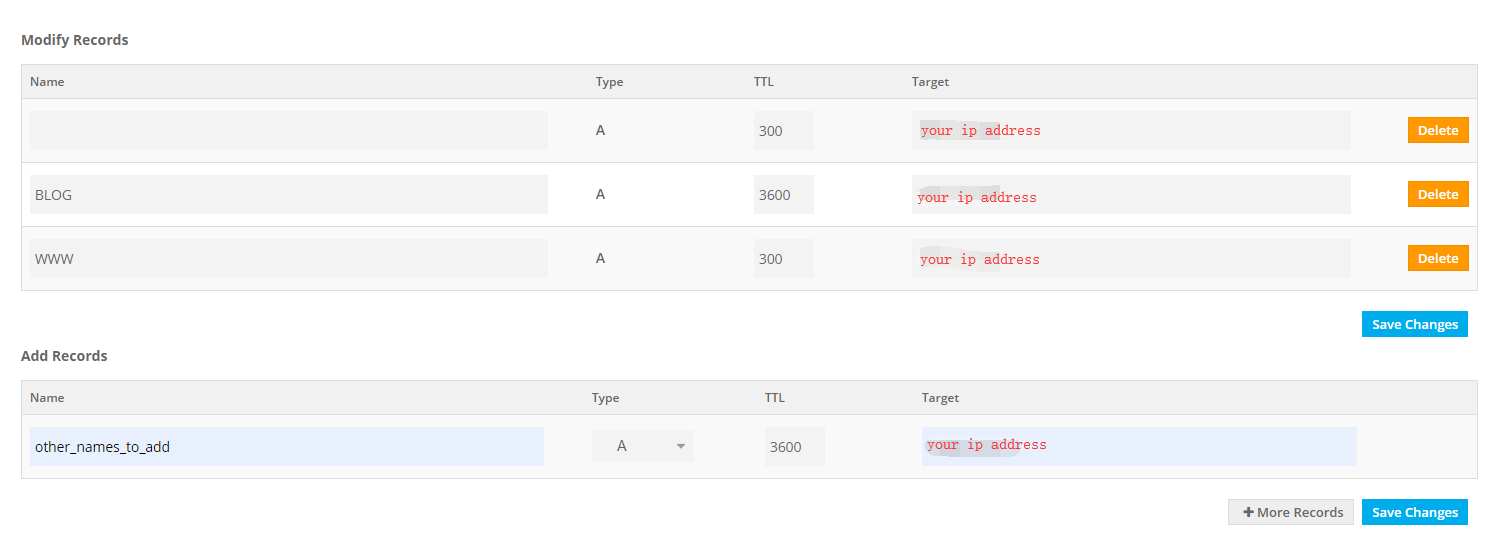 Modify Records
Name Type TTL Target
A 300 your ip address Delete
BLOG A 3600 your ip address Delete
WWW A 300 your ip address Delete
Save Changes
Add Records
Name Type TTL Target
other_names_to_add A 3600 your ip address
+ More Records Save Changes